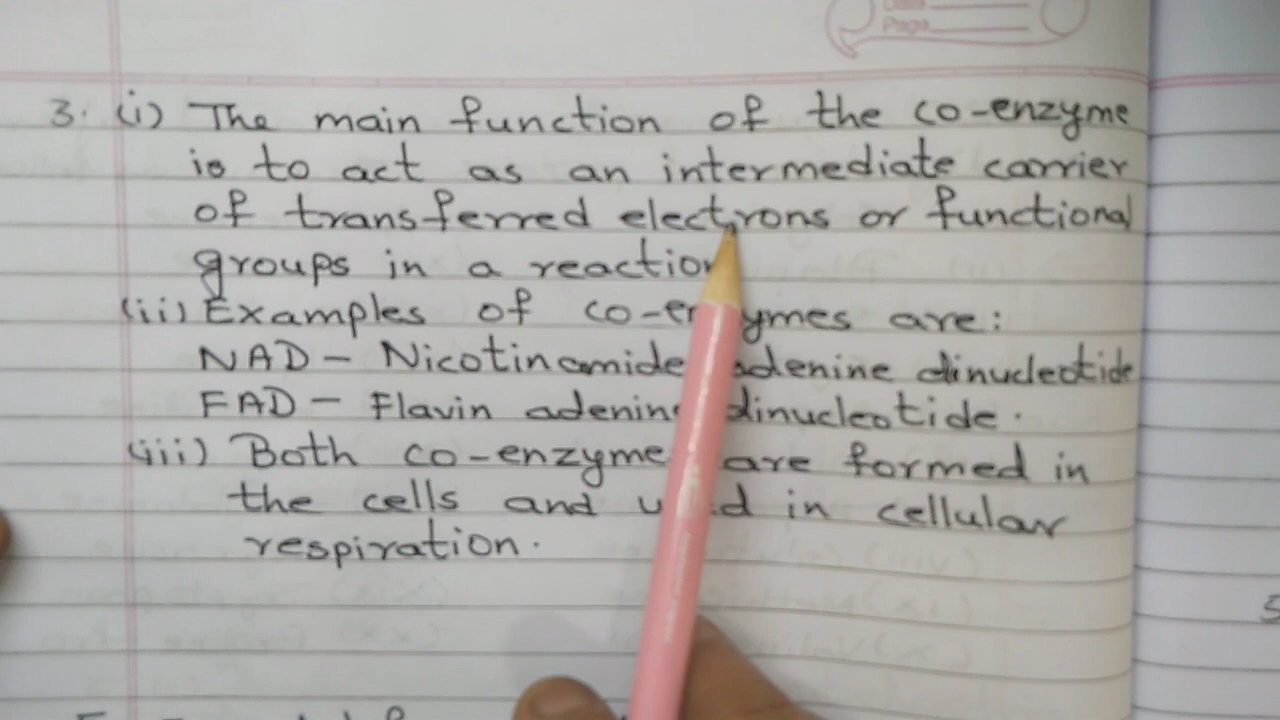 Page
3. (i) The main function of the co-enzyme
is to act as an intermediate carrier
of transferred electrons or functional
groups in a reaction
(ii) Examples of co-enzymes are:
NAD - Nicotinamide adenine dinucleotide
FAD - Flavin adenine dinucleotide.
(iii) Both co-enzyme are formed in
the cells and used in cellular
respiration.